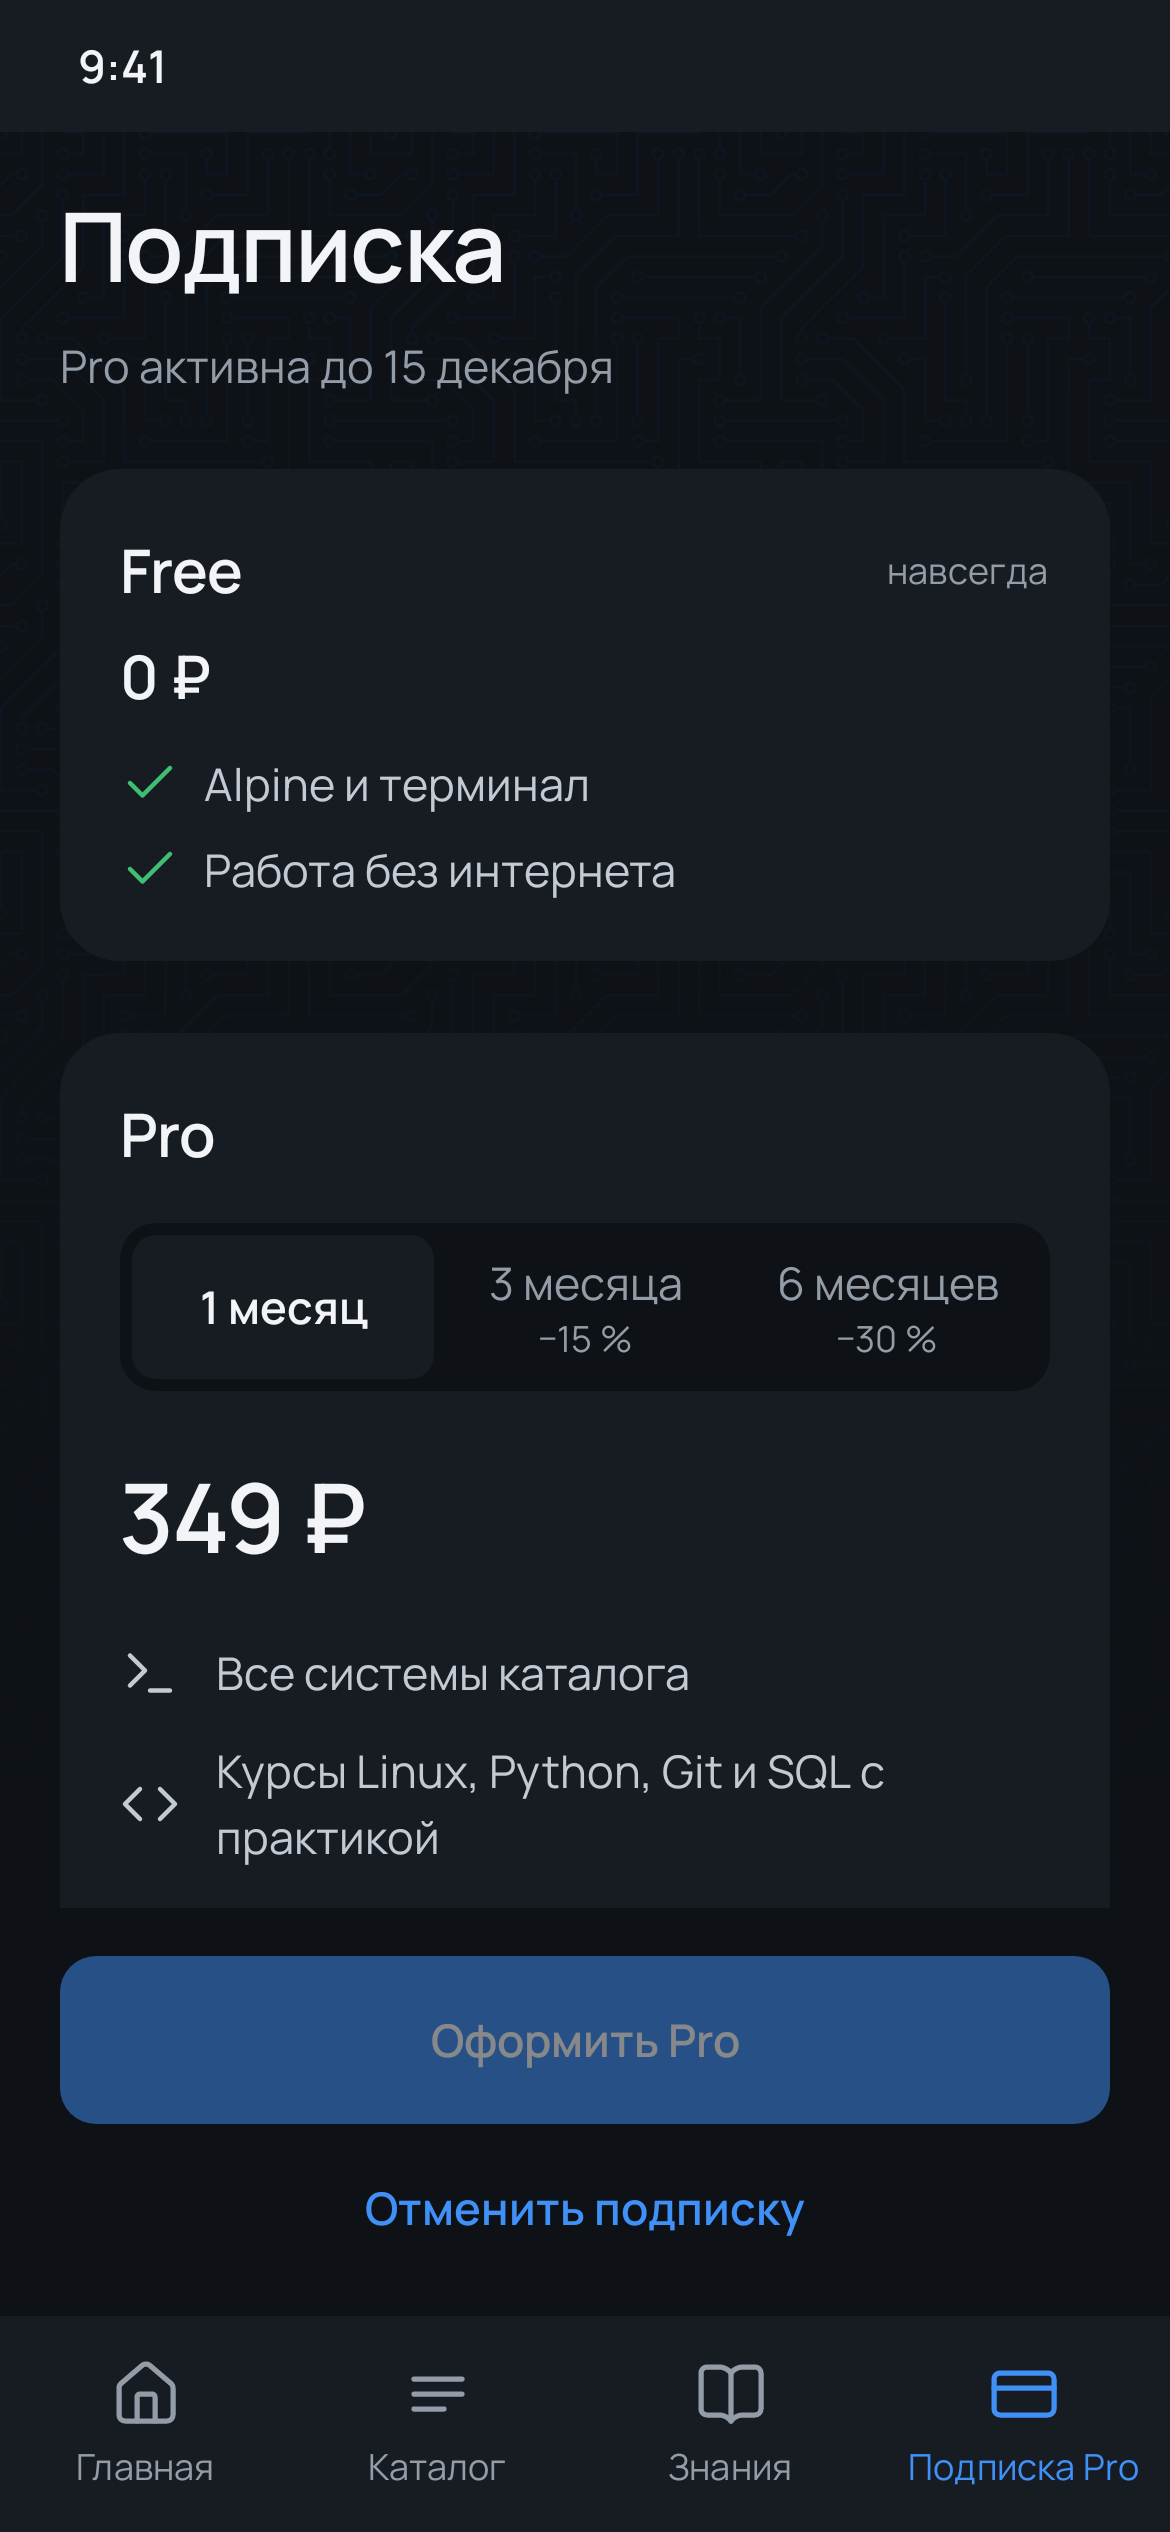 9:41
Подписка
Pro активна до 15 декабря
Free
навсегда
0 ₽
Alpine и терминал
Работа без интернета
Pro
1 месяц
3 месяца
−15 %
6 месяцев
−30 %
349 ₽
Все системы каталога
Курсы Linux, Python, Git и SQL с
практикой
Оформить Pro
Отменить подписку
Главная
Каталог
Знания
Подписка Pro